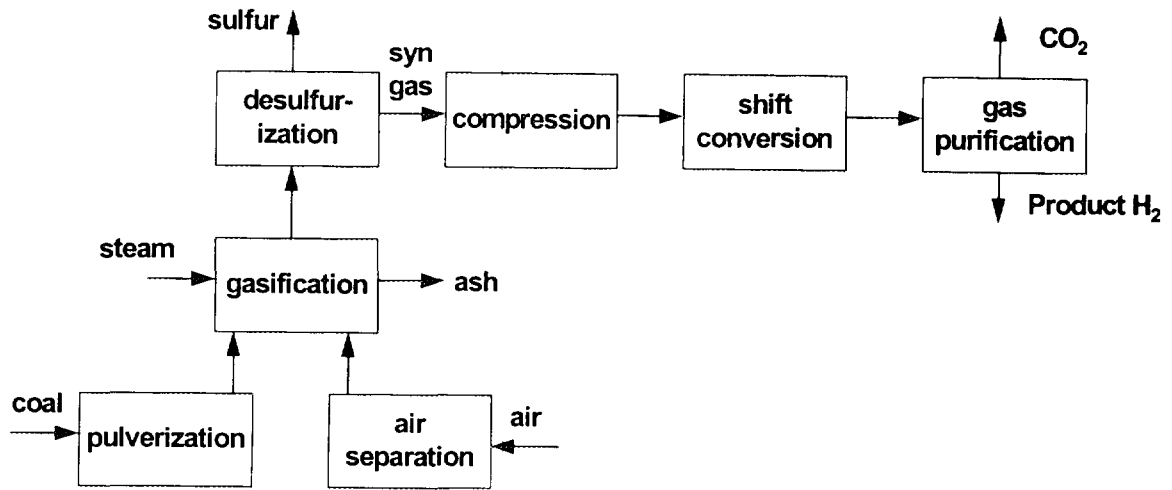 sulfur
syn
gas
CO₂
desulfur-
ization
compression
shift
conversion
gas
purification
Product H₂
steam
gasification
ash
coal
pulverization
air
separation
air